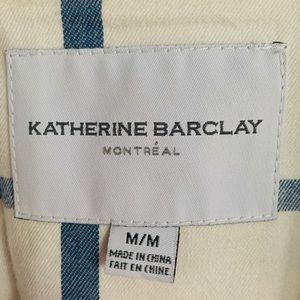 KATHERINE BARCLAY
MONTRÉAL
M/M
MADE IN CHINA
FAIT EN CHINE